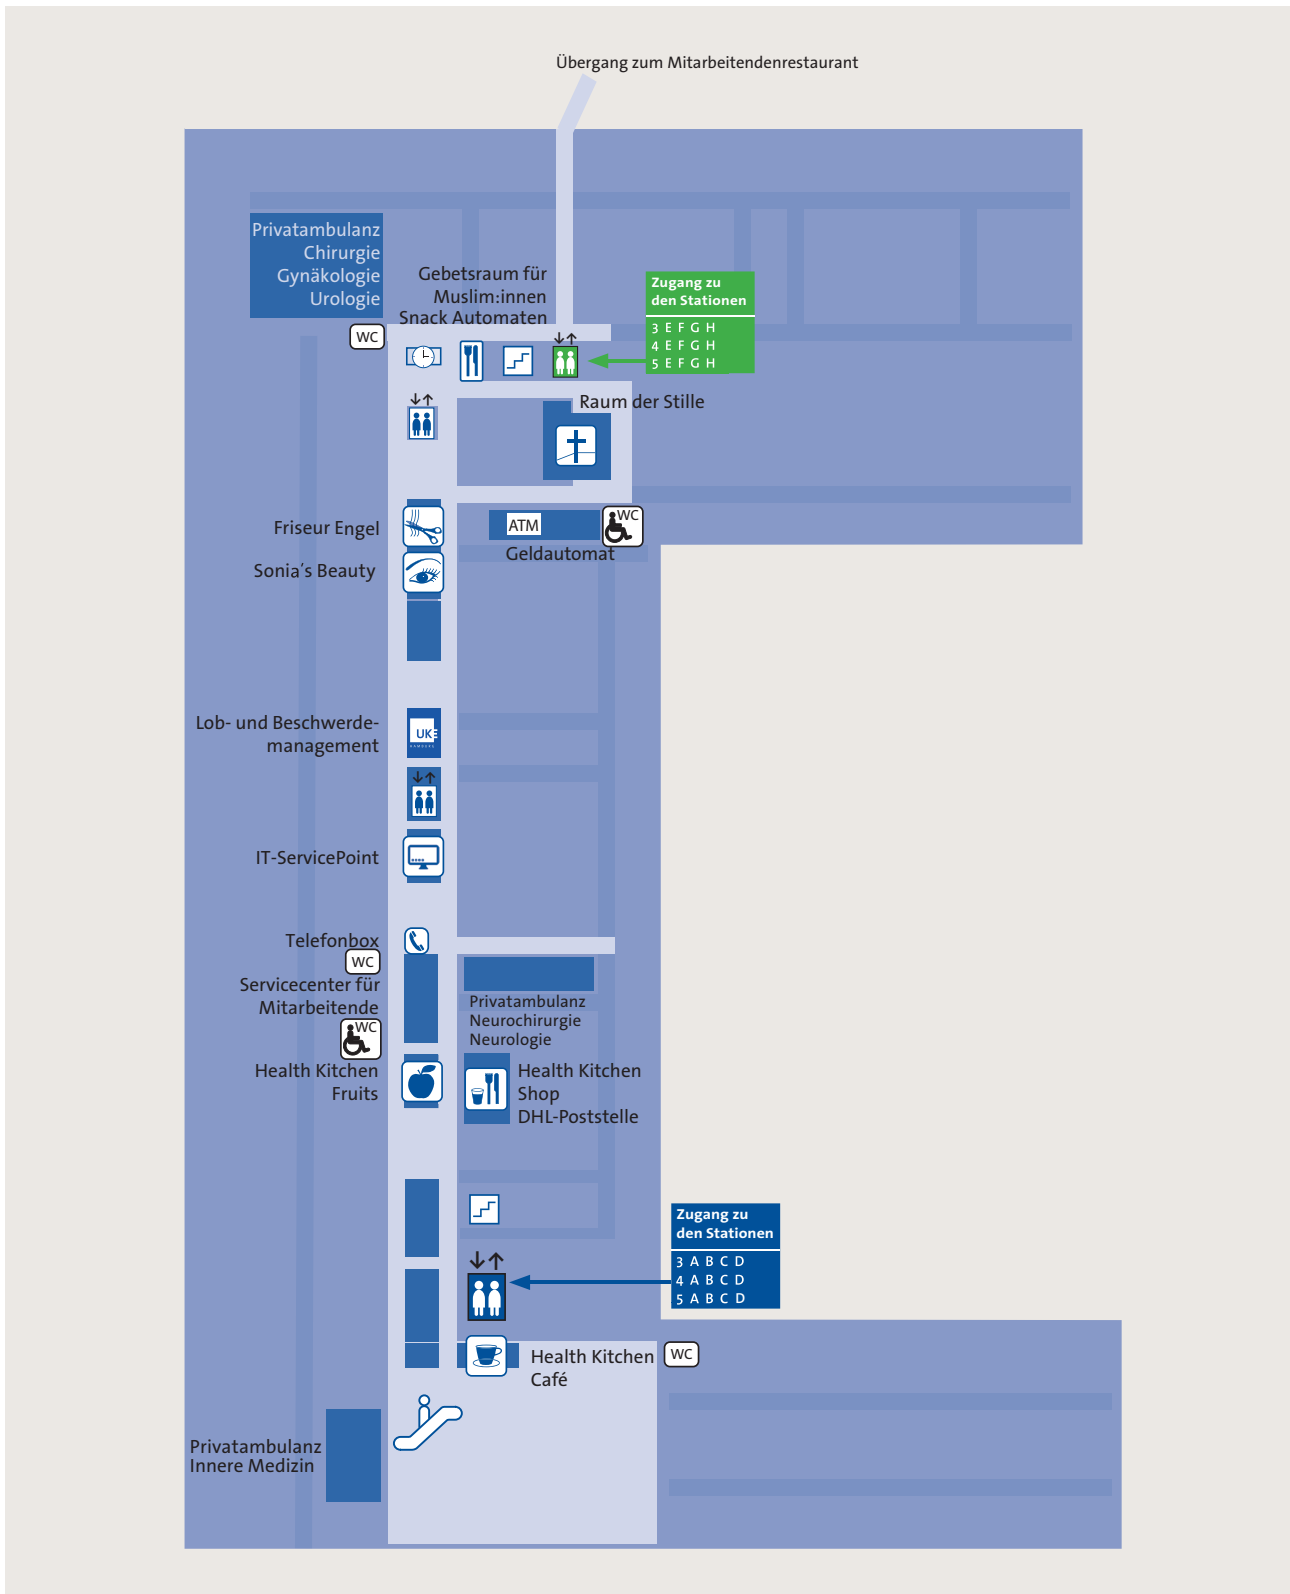 Übergang zum Mitarbeitendenrestaurant
Privatambulanz
Chirurgie
Gynäkologie
Urologie
Gebetsraum für
Muslim:innen
Snack Automaten
Zugang zu
den Stationen
3 E F G H
4 E F G H
5 E F G H
WC
Raum der Stille
Friseur Engel
ATM
WC
Geldautomat
Sonia's Beauty
Lob- und Beschwerde-
management
UKE
HAMBURG
IT-ServicePoint
Telefonbox
WC
Servicecenter für
Mitarbeitende
WC
Privatambulanz
Neurochirurgie
Neurologie
Health Kitchen
Fruits
Health Kitchen
Shop
DHL-Poststelle
Zugang zu
den Stationen
3 A B C D
4 A B C D
5 A B C D
Health Kitchen
Café
WC
Privatambulanz
Innere Medizin